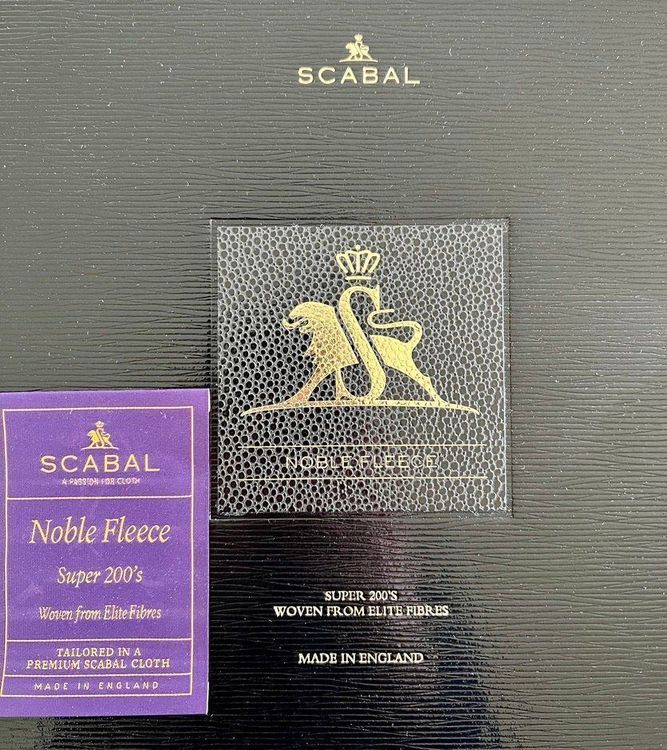 SCABAL
NOBLE FLEECE
SUPER 200'S
WOVEN FROM ELITE FIBRES
MADE IN ENGLAND
SCABAL
A PASSION FOR CLOTH
Noble Fleece
Super 200's
Woven from Elite Fibres
TAILORED IN A
PREMIUM SCABAL CLOTH
MADE IN ENGLAND